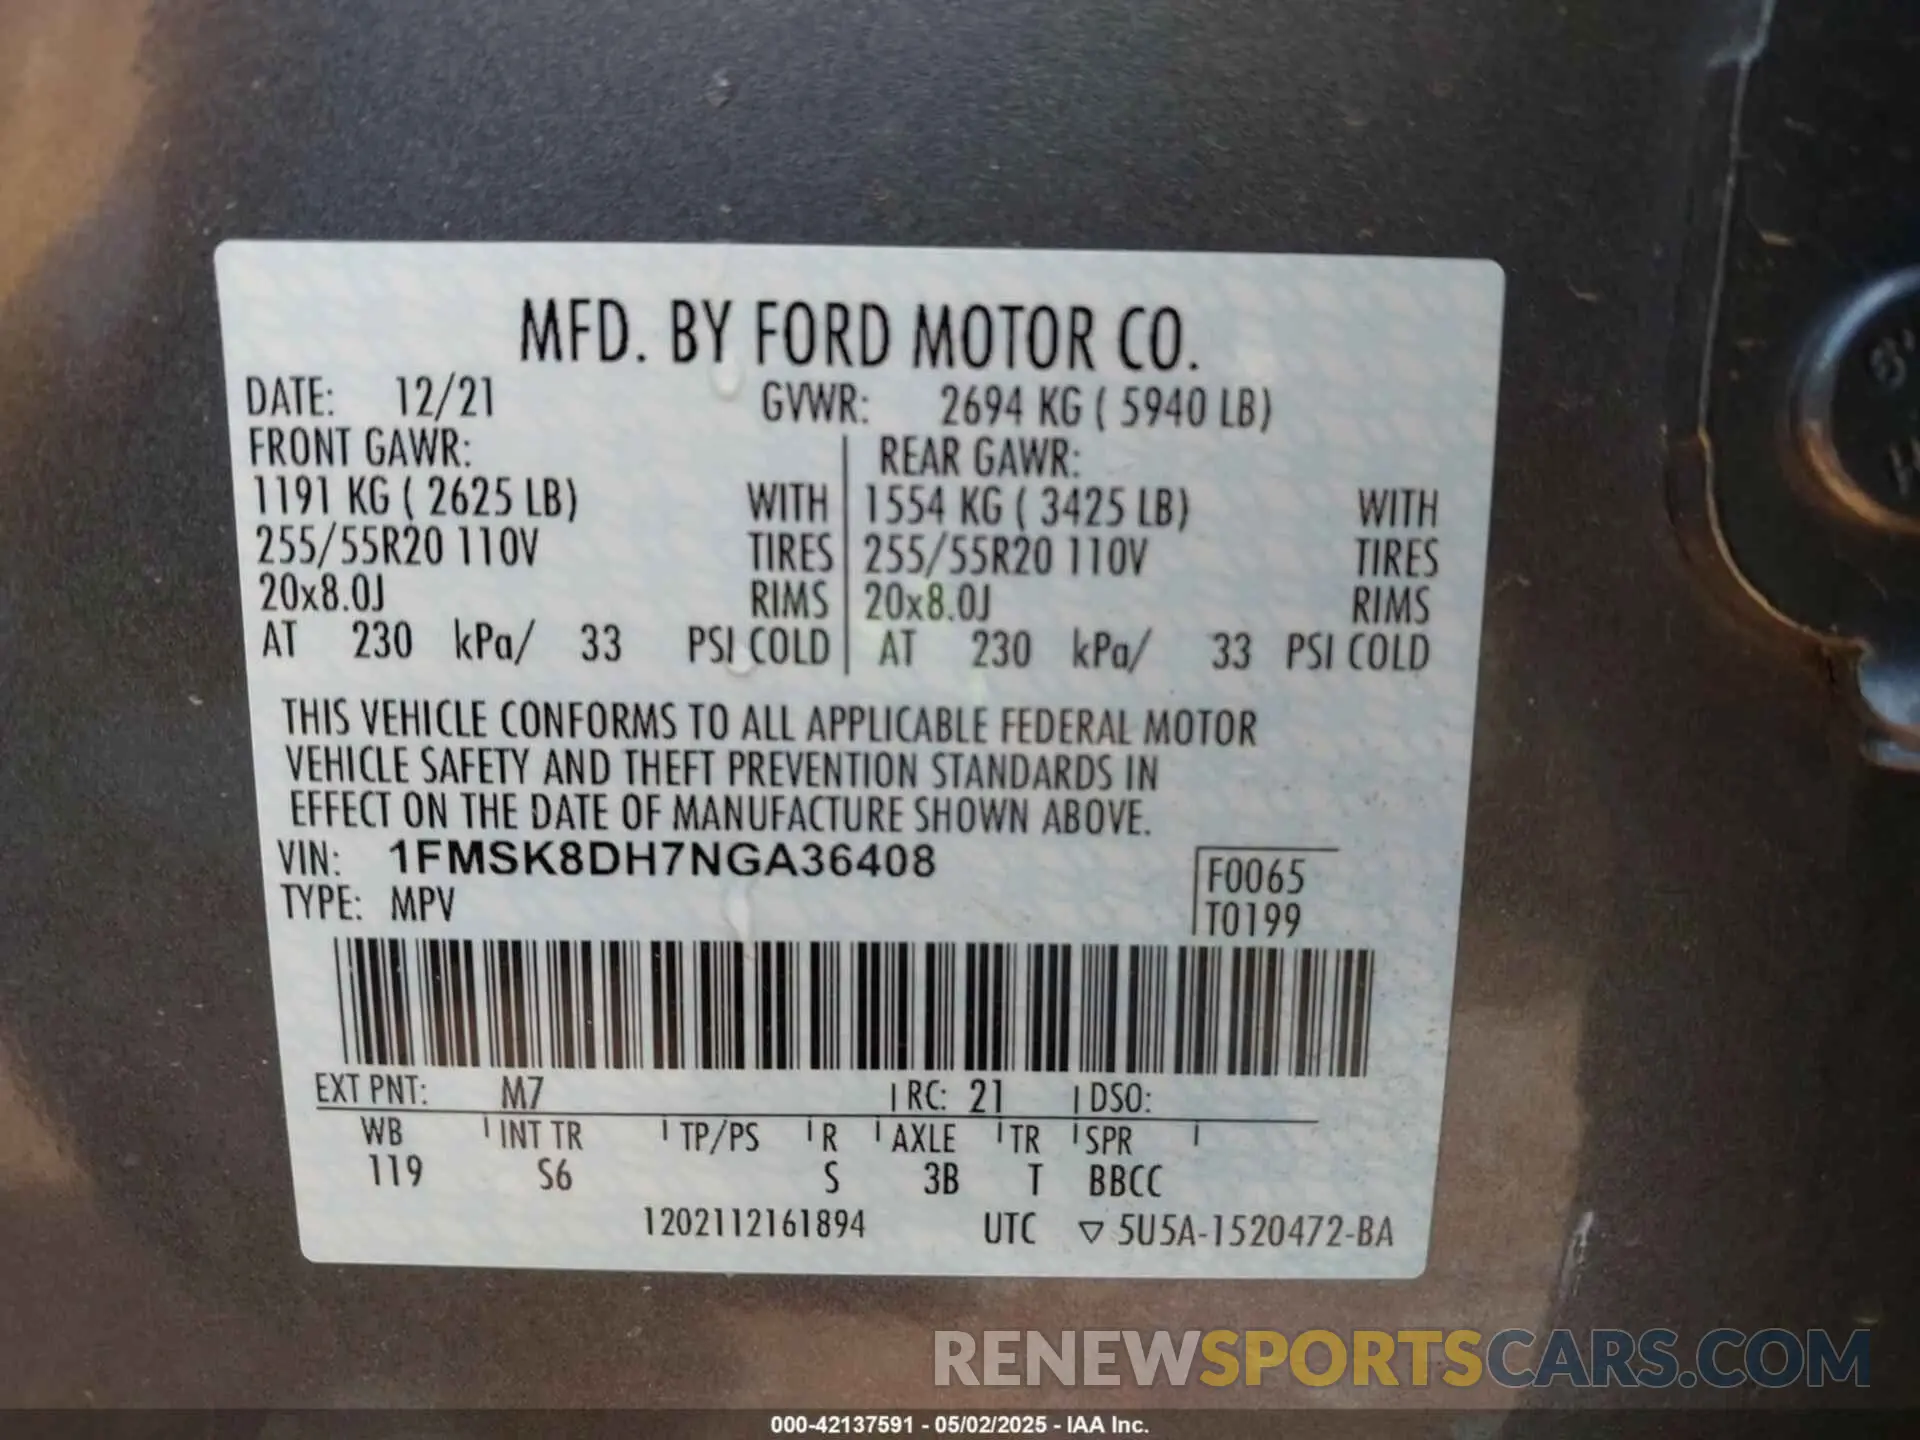 MFD. BY FORD MOTOR CO.
DATE: 12/21 GVWR: 2694 KG ( 5940 LB)
FRONT GAWR: REAR GAWR:
1191 KG ( 2625 LB) WITH 1554 KG ( 3425 LB) WITH
255/55R20 110V TIRES 255/55R20 110V TIRES
20x8.0J RIMS 20x8.0J RIMS
AT 230 kPa/ 33 PSI COLD AT 230 kPa/ 33 PSI COLD
THIS VEHICLE CONFORMS TO ALL APPLICABLE FEDERAL MOTOR
VEHICLE SAFETY AND THEFT PREVENTION STANDARDS IN
EFFECT ON THE DATE OF MANUFACTURE SHOWN ABOVE.
VIN: 1FMSK8DH7NGA36408 F0065
TYPE: MPV T0199
EXT PNT: M7 RC: 21 DSO:
WB INT TR TP/PS R AXLE TR SPR
119 S6 S 3B T BBCC
1202112161894 UTC ▽ 5U5A-1520472-BA
RENEWSPORTSCARS.COM
000-42137591 - 05/02/2025 - IAA Inc.